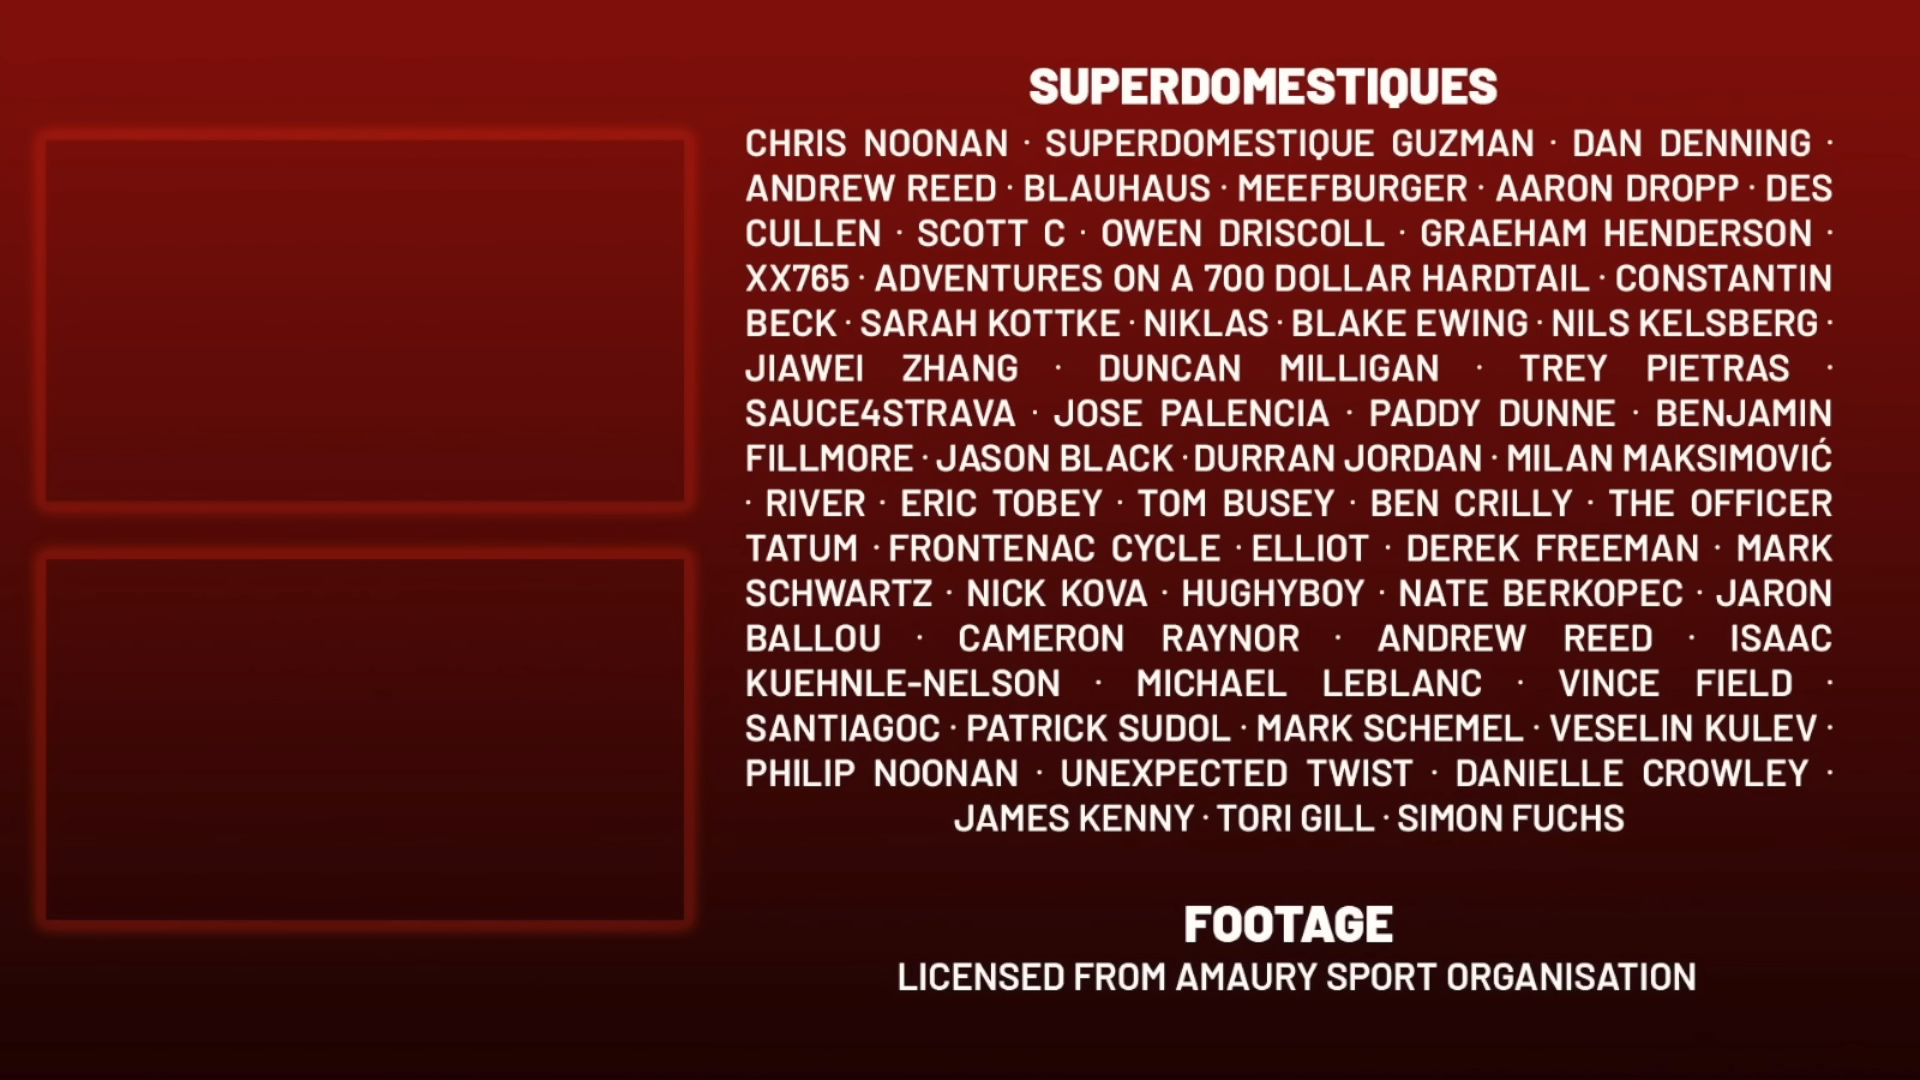 SUPERDOMESTIQUES
CHRIS NOONAN · SUPERDOMESTIQUE GUZMAN · DAN DENNING ·
ANDREW REED · BLAUHAUS · MEEFBURGER · AARON DROPP · DES
CULLEN · SCOTT C · OWEN DRISCOLL · GRAEHAM HENDERSON ·
XX765 · ADVENTURES ON A 700 DOLLAR HARDTAIL · CONSTANTIN
BECK · SARAH KOTTKE · NIKLAS · BLAKE EWING · NILS KELSBERG ·
JIAWEI ZHANG · DUNCAN MILLIGAN · TREY PIETRAS ·
SAUCE4STRAVA · JOSE PALENCIA · PADDY DUNNE · BENJAMIN
FILLMORE · JASON BLACK · DURRAN JORDAN · MILAN MAKSIMOVIĆ
· RIVER · ERIC TOBEY · TOM BUSEY · BEN CRILLY · THE OFFICER
TATUM · FRONTENAC CYCLE · ELLIOT · DEREK FREEMAN · MARK
SCHWARTZ · NICK KOVA · HUGHYBOY · NATE BERKOPEC · JARON
BALLOU · CAMERON RAYNOR · ANDREW REED · ISAAC
KUEHNLE-NELSON · MICHAEL LEBLANC · VINCE FIELD ·
SANTIAGOC · PATRICK SUDOL · MARK SCHEMEL · VESELIN KULEV ·
PHILIP NOONAN · UNEXPECTED TWIST · DANIELLE CROWLEY ·
JAMES KENNY · TORI GILL · SIMON FUCHS
FOOTAGE
LICENSED FROM AMAURY SPORT ORGANISATION